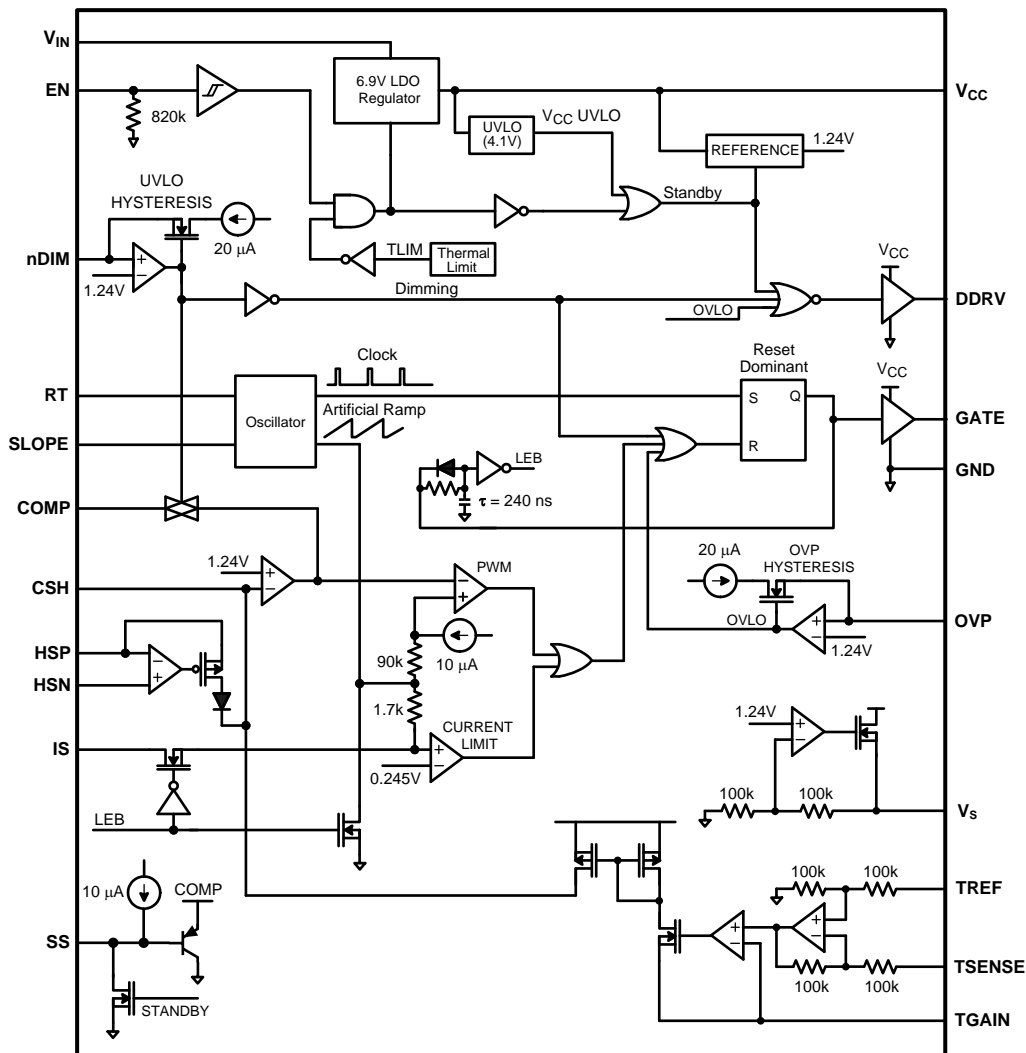 VIN
EN
820k
6.9V LDO
Regulator
VCC
UVLO
(4.1V)
VCC UVLO
REFERENCE
1.24V
UVLO
HYSTERESIS
20 µA
Standby
nDIM
1.24V
TLIM
Thermal
Limit
Dimming
OVLO
VCC
DDRV
RT
SLOPE
Oscillator
Clock
Artificial Ramp
Reset
Dominant
S
Q
R
VCC
GATE
GND
LEB
τ = 240 ns
COMP
1.24V
CSH
PWM
20 µA
OVP
HYSTERESIS
OVLO
1.24V
OVP
HSP
HSN
90k
10 µA
1.7k
IS
CURRENT
LIMIT
0.245V
1.24V
100k
100k
VS
LEB
10 µA
COMP
SS
STANDBY
100k
100k
TREF
100k
100k
TSENSE
TGAIN